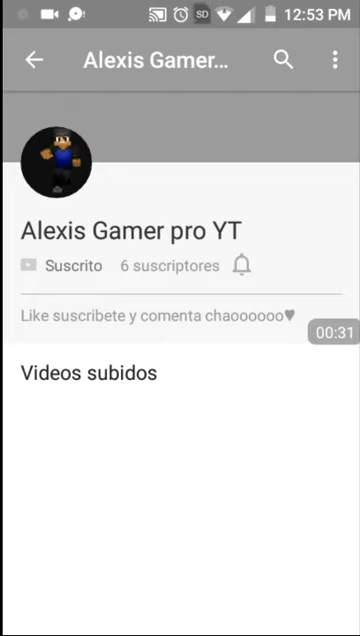 SD 12:53 PM
Alexis Gamer...
Alexis Gamer pro YT
Suscrito 6 suscriptores
Like suscribete y comenta chaoooooo♥
00:31
Videos subidos